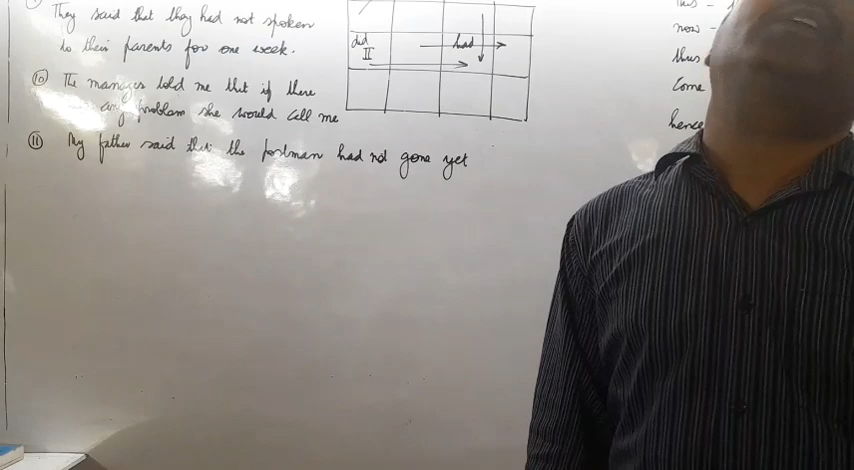 They said that they had not spoken
to their parents for one week.
⑩ The manager told me that if there
any problem she would call me
⑪ My father said that the postman had not gone yet
did
II
had
now -
thus
Come
hence